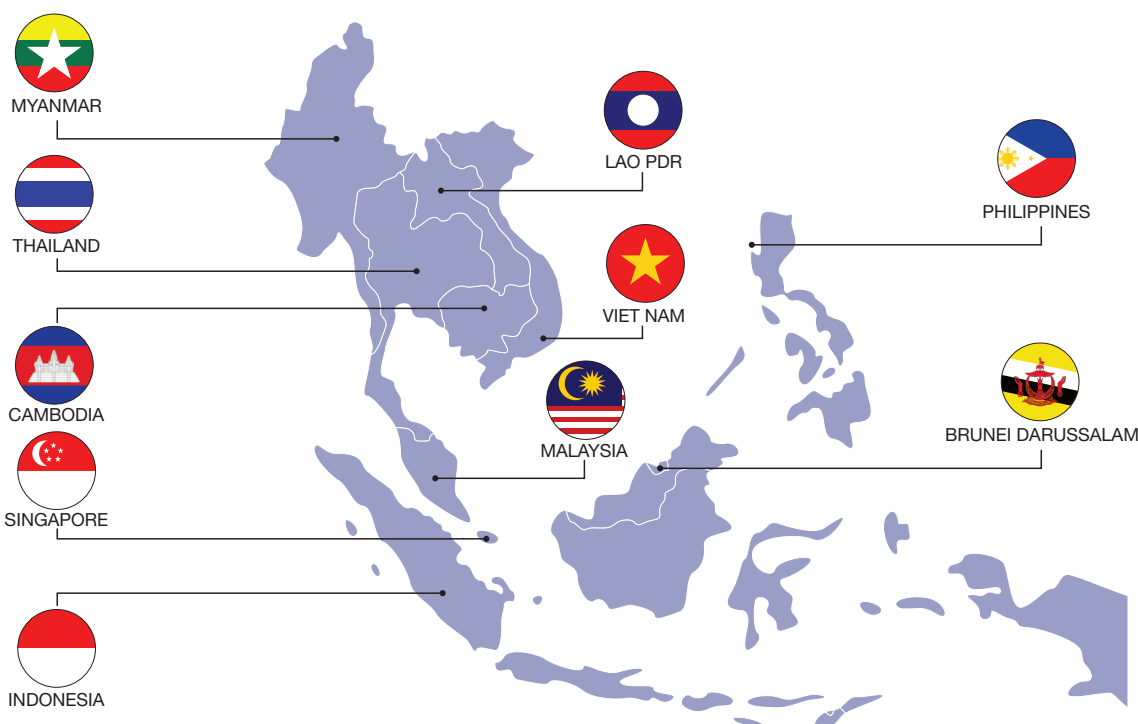 MYANMAR
LAO PDR
PHILIPPINES
THAILAND
VIET NAM
CAMBODIA
MALAYSIA
BRUNEI DARUSSALAM
SINGAPORE
INDONESIA